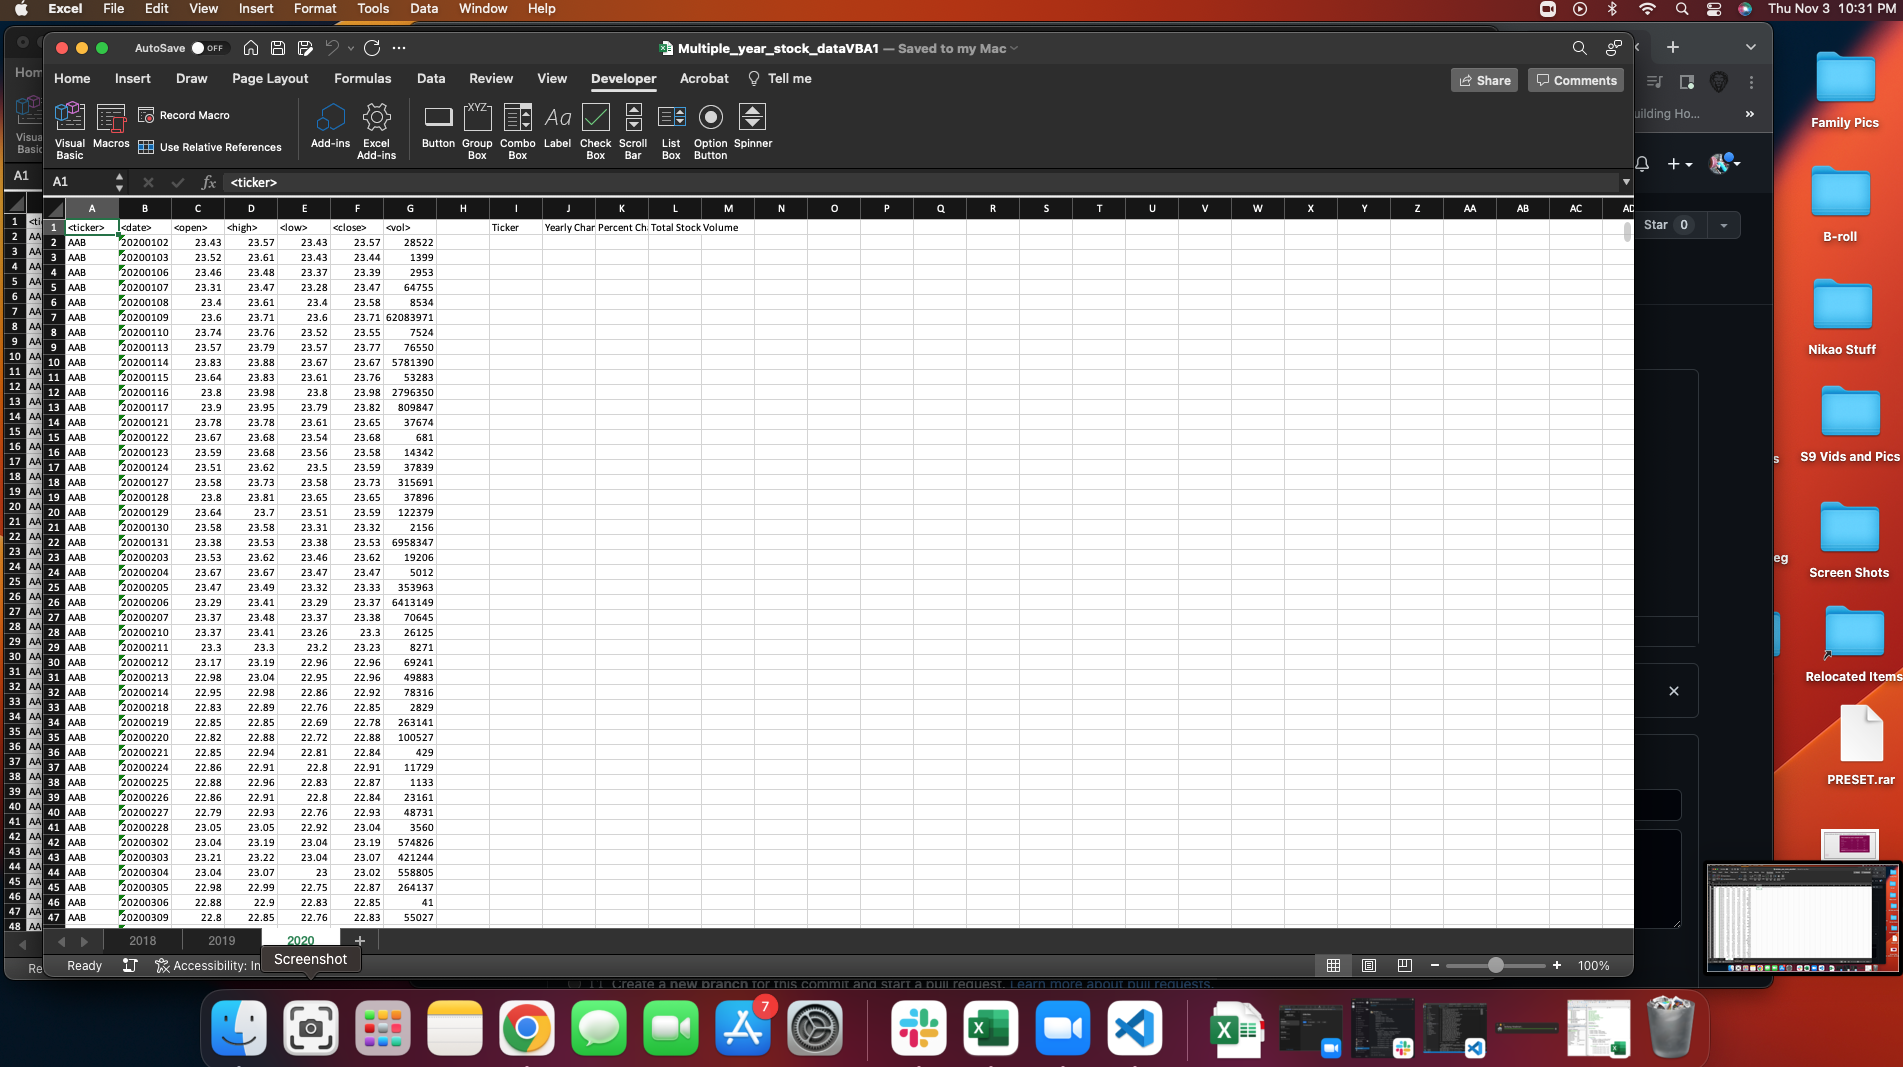 Excel File Edit View Insert Format Tools Data Window Help Thu Nov 3 10:31 PM
AutoSave OFF Multiple_year_stock_dataVBA1 — Saved to my Mac
Home Insert Draw Page Layout Formulas Data Review View Developer Acrobat Tell me Share Comments
Visual Basic
Macros
Record Macro
Use Relative References
Add-ins
Excel Add-ins
Button
Group Box
Combo Box
Label
Check Box
Scroll Bar
List Box
Option Button
Spinner
A1 fx <ticker>
A B C D E F G H I J K L M N O P Q R S T U V W X Y Z AA AB AC AD
1 <ticker> <date> <open> <high> <low> <close> <vol> Ticker Yearly Char Percent Ch Total Stock Volume
2 AAB 20200102 23.43 23.57 23.43 23.57 28522
3 AAB 20200103 23.52 23.61 23.43 23.44 1399
4 AAB 20200106 23.46 23.48 23.37 23.39 2953
5 AAB 20200107 23.31 23.47 23.28 23.47 64755
6 AAB 20200108 23.4 23.61 23.4 23.58 8534
7 AAB 20200109 23.6 23.71 23.6 23.71 62083971
8 AAB 20200110 23.74 23.76 23.52 23.55 7524
9 AAB 20200113 23.57 23.79 23.57 23.77 76550
10 AAB 20200114 23.83 23.88 23.67 23.67 5781390
11 AAB 20200115 23.64 23.83 23.61 23.76 53283
12 AAB 20200116 23.8 23.98 23.8 23.98 2796350
13 AAB 20200117 23.9 23.95 23.79 23.82 809847
14 AAB 20200121 23.78 23.78 23.61 23.65 37674
15 AAB 20200122 23.67 23.68 23.54 23.68 681
16 AAB 20200123 23.59 23.68 23.56 23.58 14342
17 AAB 20200124 23.51 23.62 23.5 23.59 37839
18 AAB 20200127 23.58 23.73 23.58 23.73 315691
19 AAB 20200128 23.8 23.81 23.65 23.65 37896
20 AAB 20200129 23.64 23.7 23.51 23.59 122379
21 AAB 20200130 23.58 23.58 23.31 23.32 2156
22 AAB 20200131 23.38 23.53 23.38 23.53 6958347
23 AAB 20200203 23.53 23.62 23.46 23.62 19206
24 AAB 20200204 23.67 23.67 23.47 23.47 5012
25 AAB 20200205 23.47 23.49 23.32 23.33 353963
26 AAB 20200206 23.29 23.41 23.29 23.37 6413149
27 AAB 20200207 23.37 23.48 23.37 23.38 70645
28 AAB 20200210 23.37 23.41 23.26 23.3 26125
29 AAB 20200211 23.3 23.3 23.2 23.23 8271
30 AAB 20200212 23.17 23.19 22.96 22.96 69241
31 AAB 20200213 22.98 23.04 22.95 22.96 49883
32 AAB 20200214 22.95 22.98 22.86 22.92 78316
33 AAB 20200218 22.83 22.89 22.76 22.85 2829
34 AAB 20200219 22.85 22.85 22.69 22.78 263141
35 AAB 20200220 22.82 22.88 22.72 22.88 100527
36 AAB 20200221 22.85 22.94 22.81 22.84 429
37 AAB 20200224 22.86 22.91 22.8 22.91 11729
38 AAB 20200225 22.88 22.96 22.83 22.87 1133
39 AAB 20200226 22.86 22.91 22.8 22.84 23161
40 AAB 20200227 22.79 22.93 22.76 22.93 48731
41 AAB 20200228 23.05 23.05 22.92 23.04 3560
42 AAB 20200302 23.04 23.19 23.04 23.19 574826
43 AAB 20200303 23.21 23.22 23.04 23.07 421244
44 AAB 20200304 23.04 23.07 23 23.02 558805
45 AAB 20200305 22.98 22.99 22.75 22.87 264137
46 AAB 20200306 22.88 22.9 22.83 22.85 41
47 AAB 20200309 22.8 22.85 22.76 22.83 55027
2018 2019 2020 +
Screenshot
Ready Accessibility: In 100%
Create a new branch for this commit and start a pull request. Learn more about pull requests.
uilding Ho...
Star 0
Family Pics
B-roll
Nikao Stuff
S9 Vids and Pics
Screen Shots
Relocated Items
PRESET.rar
7